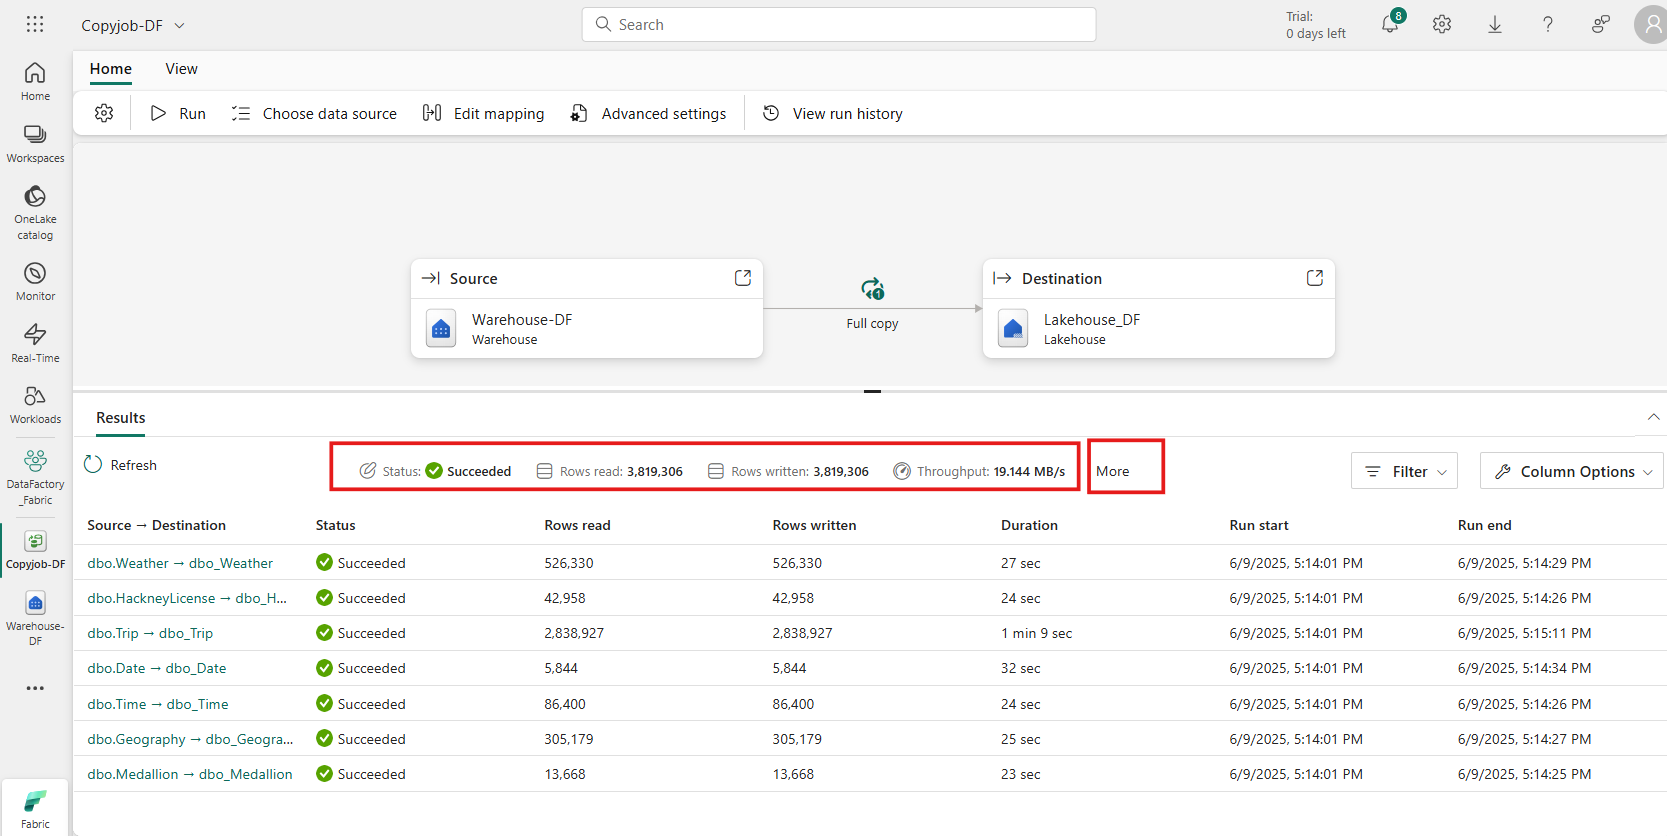 Copyjob-DF
Search
Trial:
0 days left
8
Home
View
Run
Choose data source
Edit mapping
Advanced settings
View run history
Home
Workspaces
OneLake
catalog
Monitor
Real-Time
Workloads
DataFactory
_Fabric
Copyjob-DF
Warehouse-
DF
Fabric
Source
Warehouse-DF
Warehouse
1
Full copy
Destination
Lakehouse_DF
Lakehouse
Results
Refresh
Status: Succeeded Rows read: 3,819,306 Rows written: 3,819,306 Throughput: 19.144 MB/s More
Filter
Column Options
Source → Destination Status Rows read Rows written Duration Run start Run end
dbo.Weather → dbo_Weather Succeeded 526,330 526,330 27 sec 6/9/2025, 5:14:01 PM 6/9/2025, 5:14:29 PM
dbo.HackneyLicense → dbo_H... Succeeded 42,958 42,958 24 sec 6/9/2025, 5:14:01 PM 6/9/2025, 5:14:26 PM
dbo.Trip → dbo_Trip Succeeded 2,838,927 2,838,927 1 min 9 sec 6/9/2025, 5:14:01 PM 6/9/2025, 5:15:11 PM
dbo.Date → dbo_Date Succeeded 5,844 5,844 32 sec 6/9/2025, 5:14:01 PM 6/9/2025, 5:14:34 PM
dbo.Time → dbo_Time Succeeded 86,400 86,400 24 sec 6/9/2025, 5:14:01 PM 6/9/2025, 5:14:26 PM
dbo.Geography → dbo_Geogra... Succeeded 305,179 305,179 25 sec 6/9/2025, 5:14:01 PM 6/9/2025, 5:14:27 PM
dbo.Medallion → dbo_Medallion Succeeded 13,668 13,668 23 sec 6/9/2025, 5:14:01 PM 6/9/2025, 5:14:25 PM